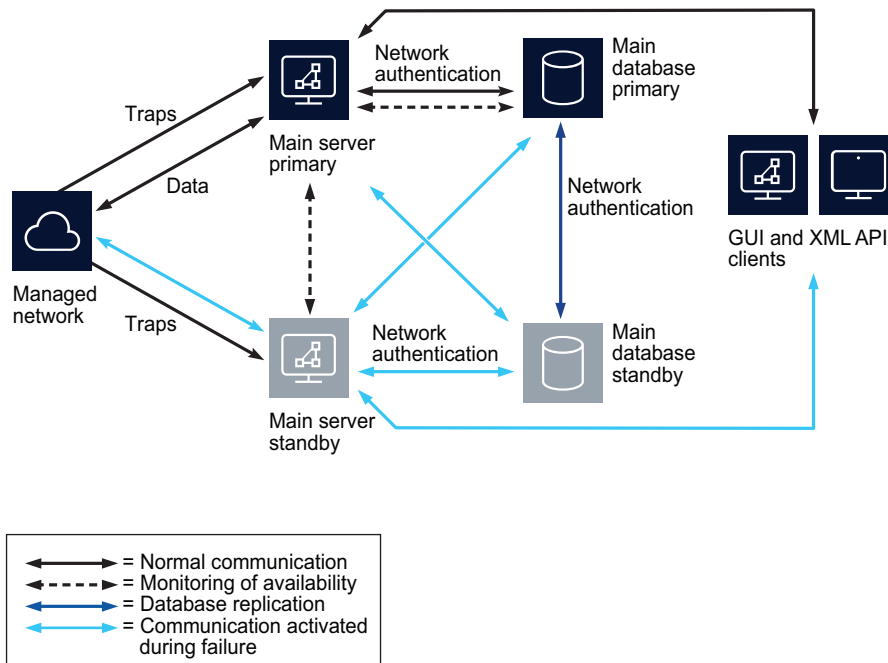 Network
authentication
Main
database
primary
Traps
Main server
primary
Data
Network
authentication
GUI and XML API
clients
Managed
network
Traps
Network
authentication
Main
database
standby
Main server
standby
= Normal communication
= Monitoring of availability
= Database replication
= Communication activated
during failure